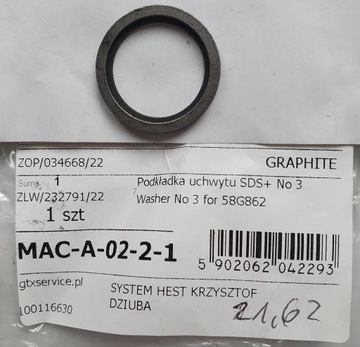 ZOP/034668/22 GRAPHITE
Suma 1 Podkładka uchwytu SDS+ No 3
ZLW/232791/22 Washer No 3 for 58G862
1 szt
MAC-A-02-2-1
5 902062 042293
gtxservice.pl SYSTEM HEST KRZYSZTOF
100116630 DZIUBA
21,62